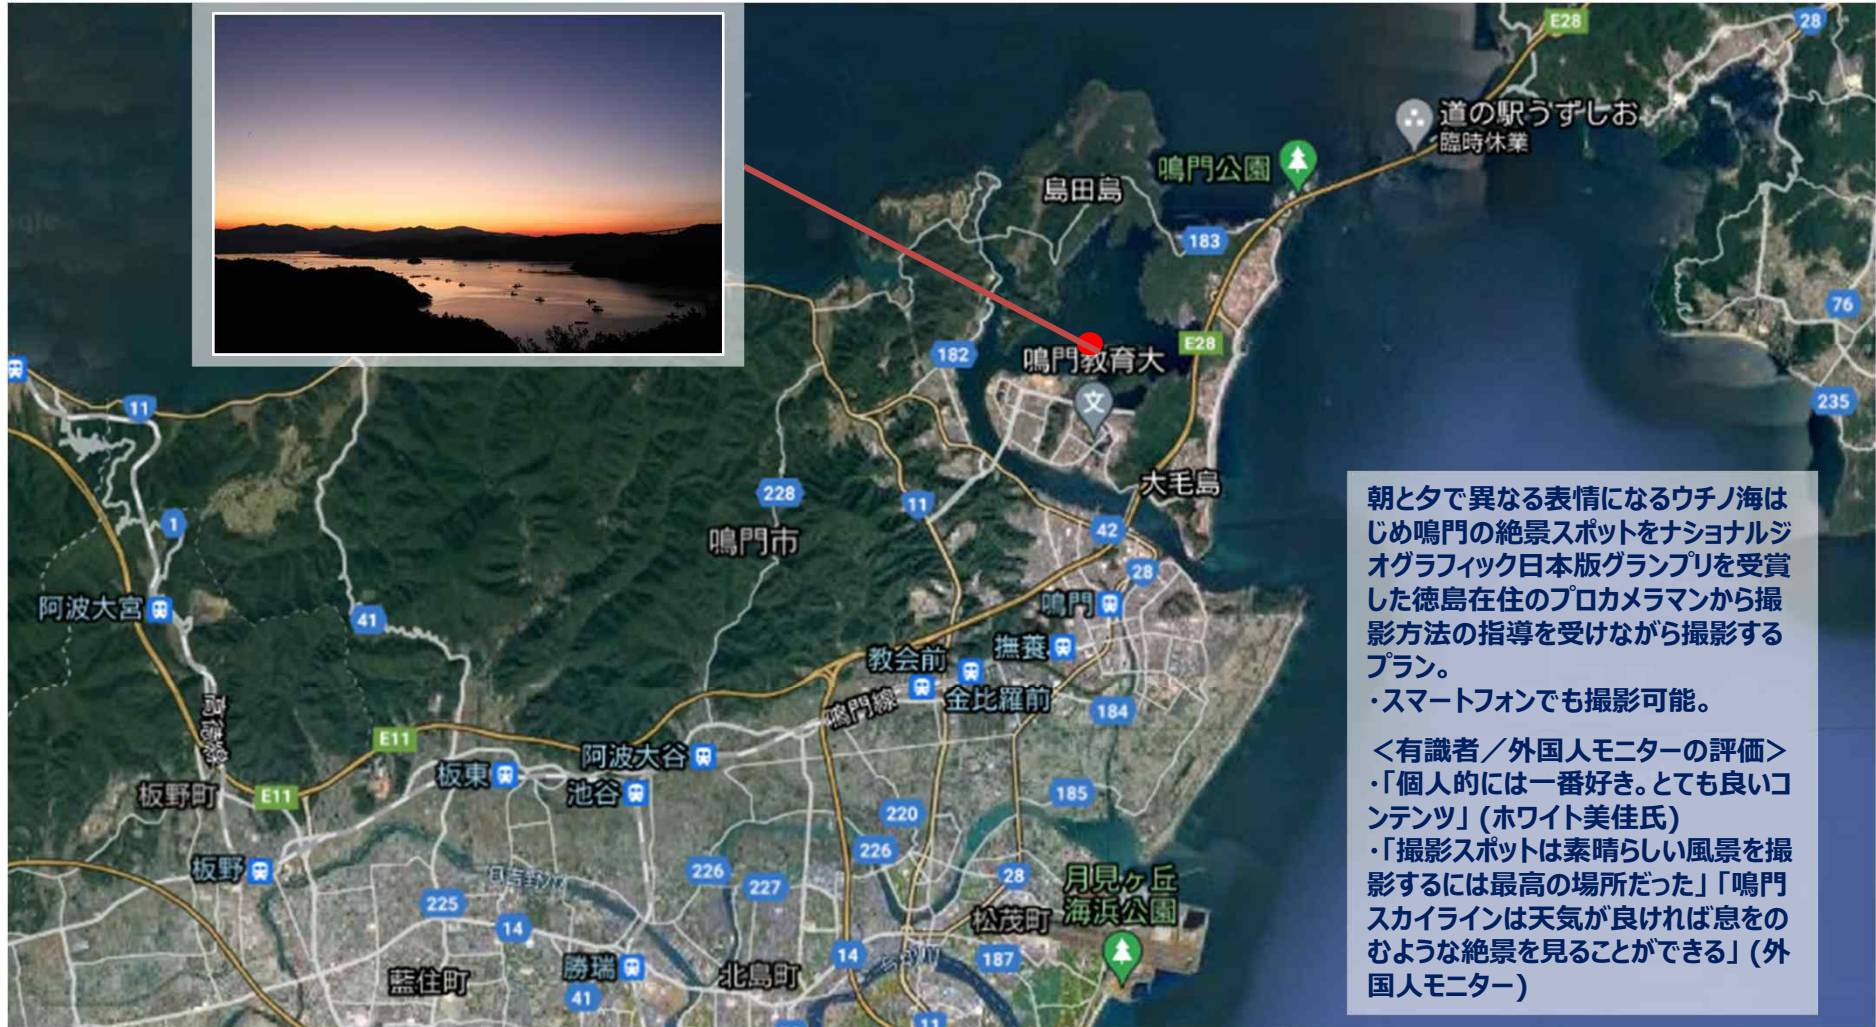 E28
28
道の駅うずしお
臨時休業
鳴門公園
島田島
183
76
182
鳴門教育大
E28
文
235
11
228
11
大毛島
1
鳴門市
42
28
阿波大宮
41
鳴門
撫養
教会前
金比羅前
高徳線
鳴門線
184
E11
阿波大谷
板東
池谷
板野町
E11
185
220
226
板野
226
227
28
月見ヶ丘
海浜公園
225
14
松茂町
14
187
藍住町
勝瑞
北島町
41
11
朝と夕で異なる表情になるウチノ海は
じめ鳴門の絶景スポットをナショナルジ
オグラフィック日本版グランプリを受賞
した徳島在住のプロカメラマンから撮
影方法の指導を受けながら撮影する
プラン。
・スマートフォンでも撮影可能。
＜有識者／外国人モニターの評価＞
・「個人的には一番好き。とても良いコ
ンテンツ」 (ホワイト美佳氏)
・「撮影スポットは素晴らしい風景を撮
影するには最高の場所だった」「鳴門
スカイラインは天気が良ければ息をの
むような絶景を見ることができる」 (外
国人モニター)